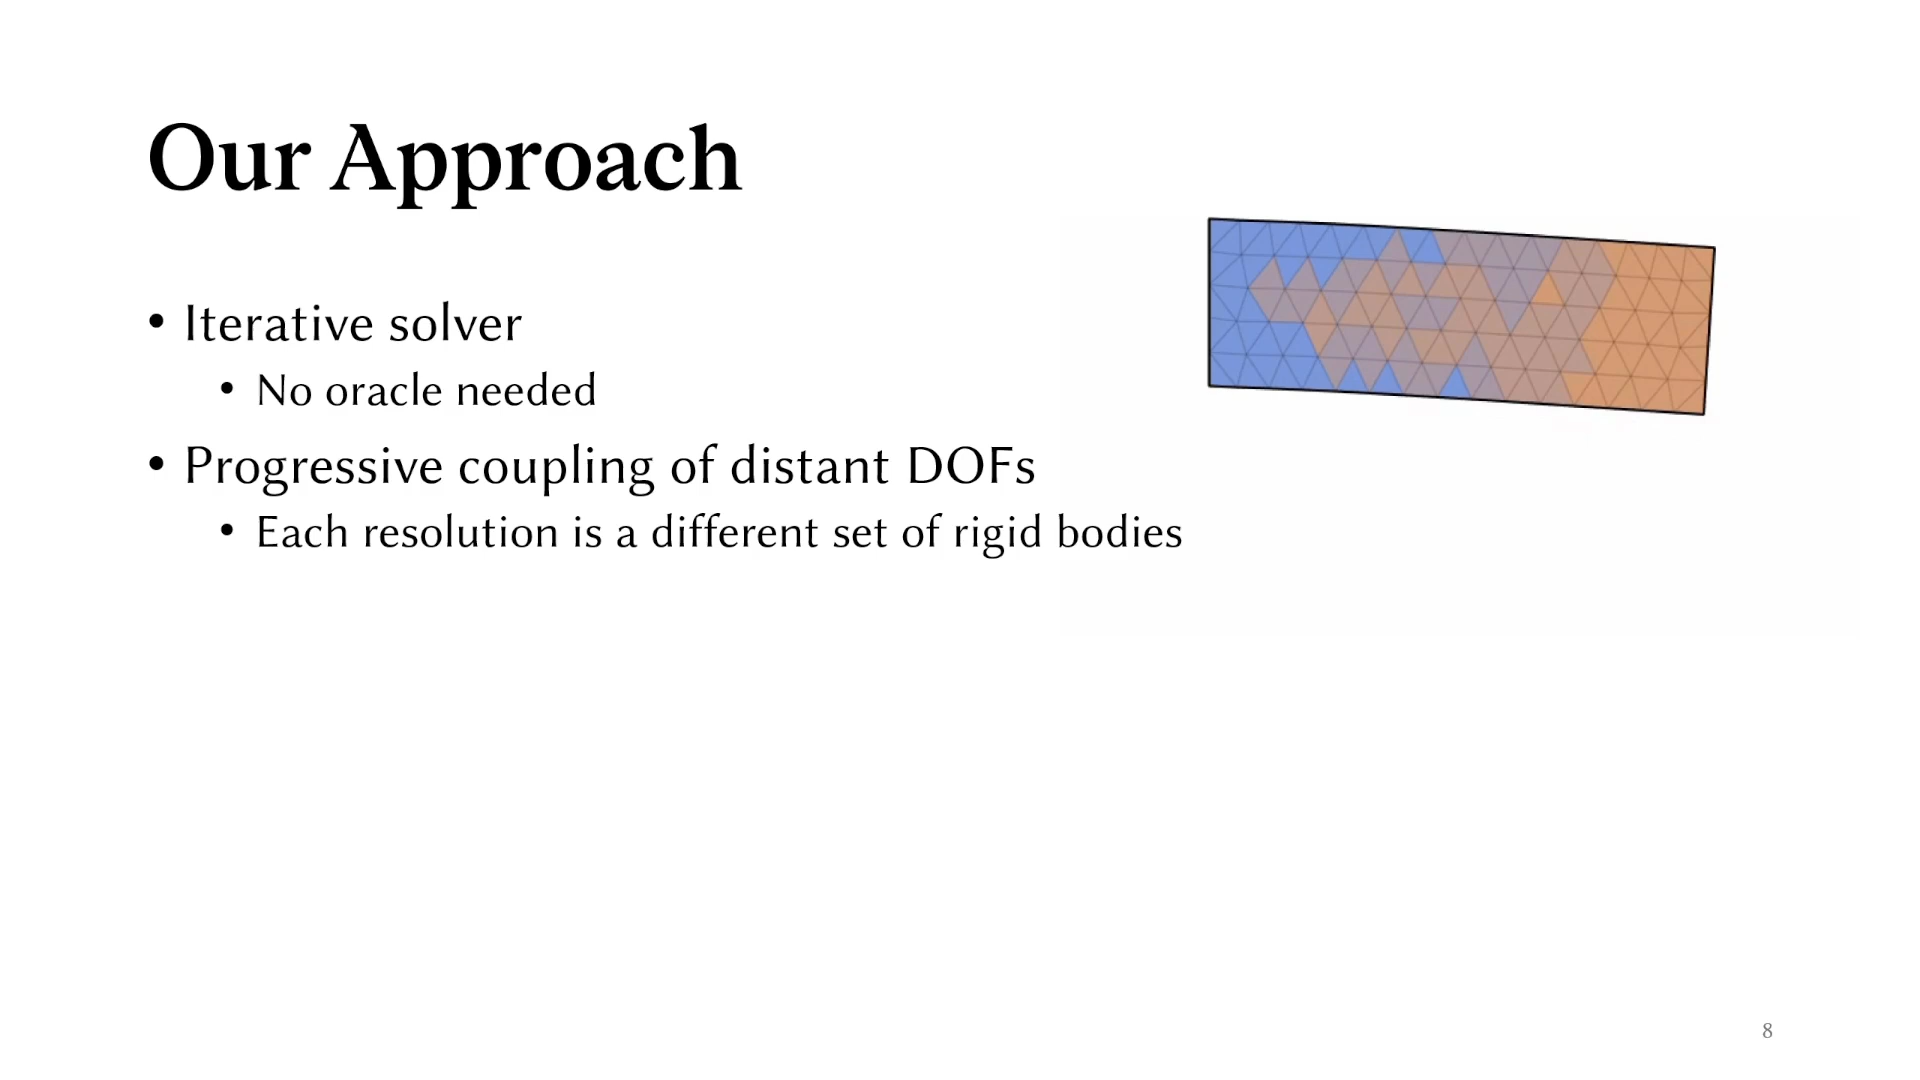 Our Approach
• Iterative solver
• No oracle needed
• Progressive coupling of distant DOFs
• Each resolution is a different set of rigid bodies
8